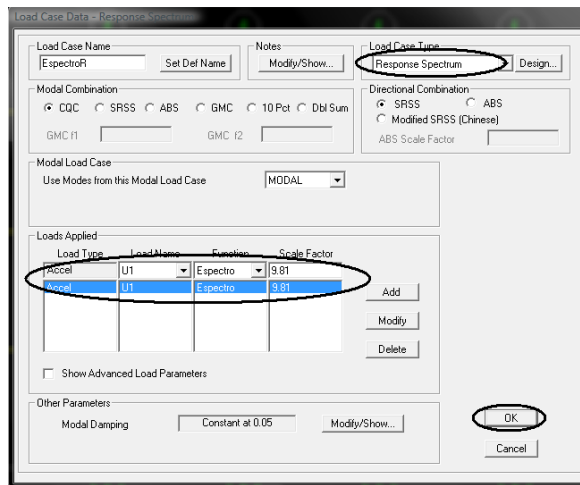 Load Case Data - Response Spectrum
Load Case Name
Notes
Load Case Type
EspectroR Set Def Name Modify/Show... Response Spectrum Design...
Modal Combination
Directional Combination
CQC SRSS ABS GMC 10 Pct Dbl Sum
SRSS ABS
Modified SRSS (Chinese)
GMC f1 GMC f2
ABS Scale Factor
Modal Load Case
Use Modes from this Modal Load Case MODAL
Loads Applied
Load Type Load Name Function Scale Factor
Accel U1 Espectro 9.81
Accel U1 Espectro 9.81
Add
Modify
Delete
Show Advanced Load Parameters
Other Parameters
Modal Damping Constant at 0.05 Modify/Show...
OK
Cancel